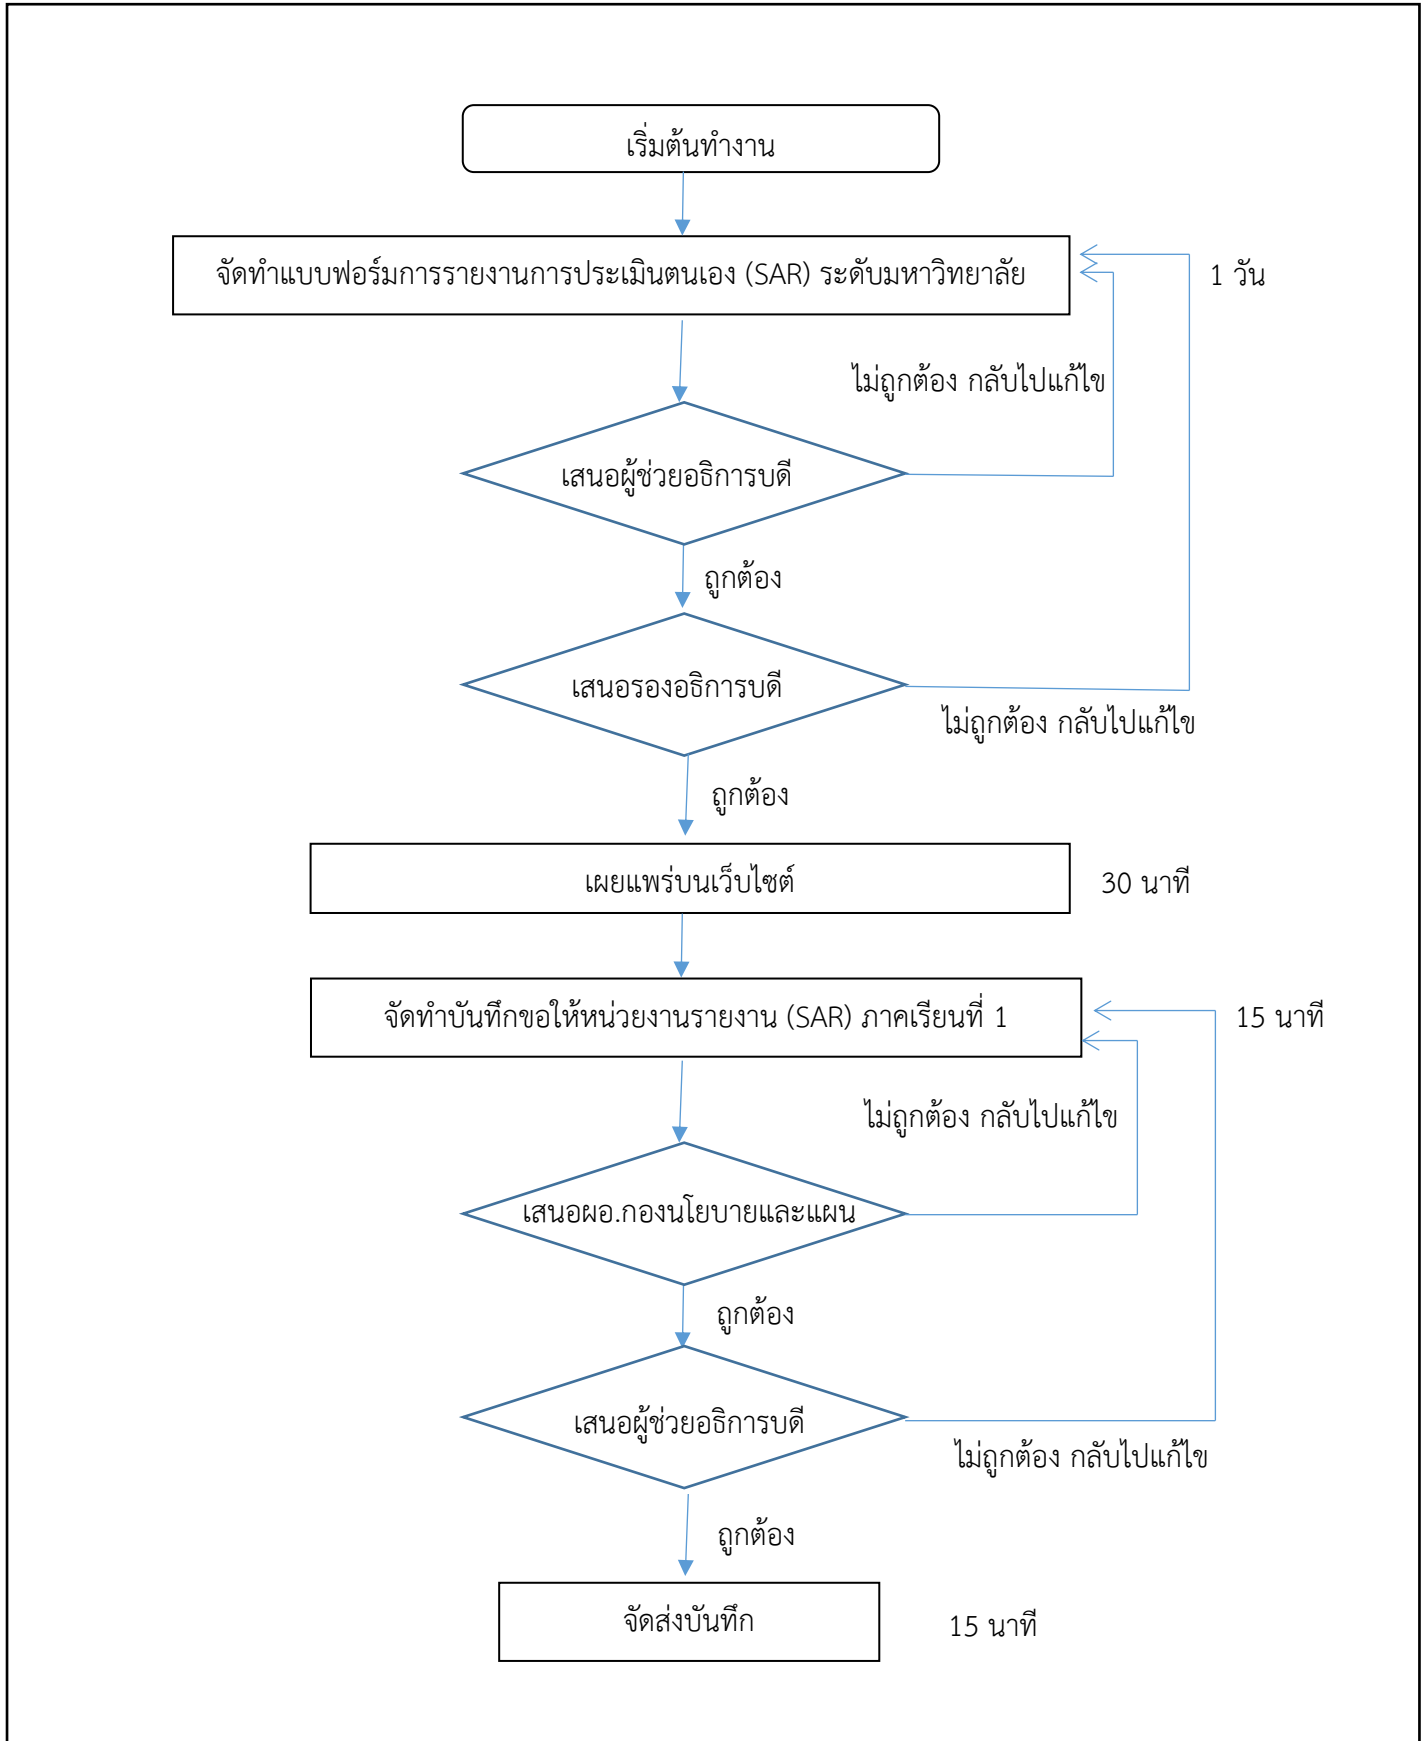 เริ่มต้นทำงาน
จัดทำแบบฟอร์มการรายงานการประเมินตนเอง (SAR) ระดับมหาวิทยาลัย
1 วัน
ไม่ถูกต้อง กลับไปแก้ไข
เสนอผู้ช่วยอธิการบดี
ถูกต้อง
เสนอรองอธิการบดี
ไม่ถูกต้อง กลับไปแก้ไข
ถูกต้อง
เผยแพร่บนเว็บไซต์
30 นาที
จัดทำบันทึกขอให้หน่วยงานรายงาน (SAR) ภาคเรียนที่ 1
15 นาที
ไม่ถูกต้อง กลับไปแก้ไข
เสนอผอ.กองนโยบายและแผน
ถูกต้อง
เสนอผู้ช่วยอธิการบดี
ไม่ถูกต้อง กลับไปแก้ไข
ถูกต้อง
จัดส่งบันทึก
15 นาที